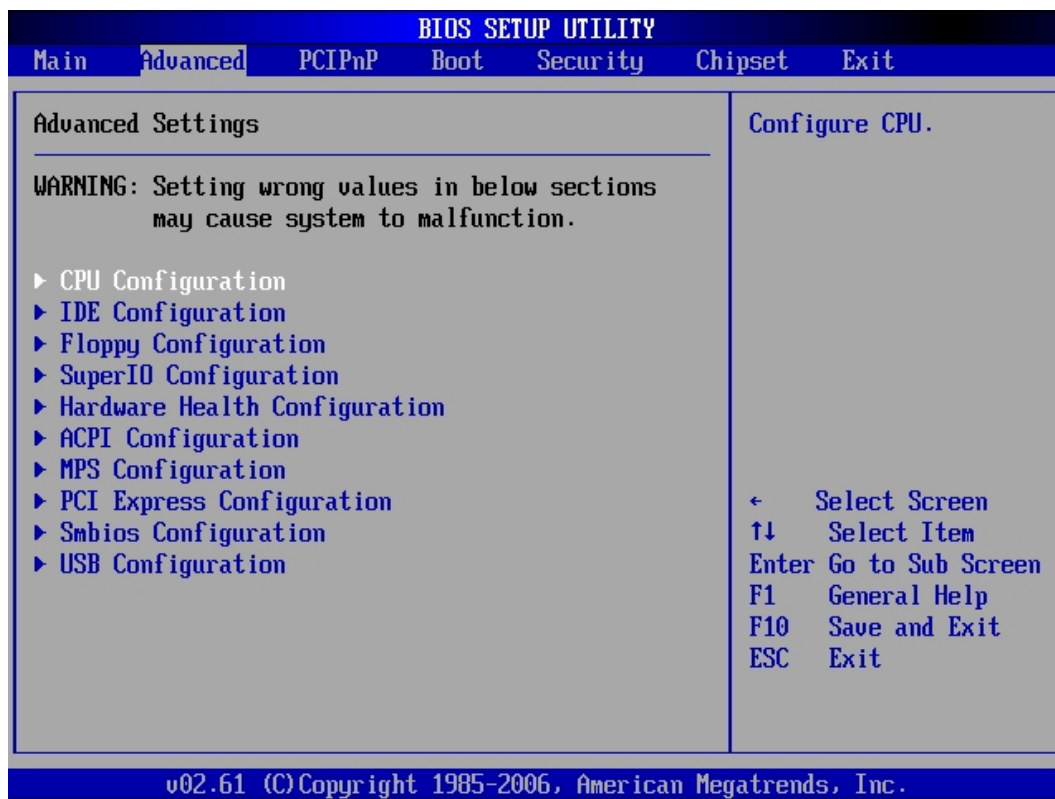 BIOS SETUP UTILITY
Main Advanced PCIPnP Boot Security Chipset Exit
Advanced Settings
WARNING: Setting wrong values in below sections
may cause system to malfunction.
▶ CPU Configuration
▶ IDE Configuration
▶ Floppy Configuration
▶ SuperIO Configuration
▶ Hardware Health Configuration
▶ ACPI Configuration
▶ MPS Configuration
▶ PCI Express Configuration
▶ Smbios Configuration
▶ USB Configuration
Configure CPU.
← Select Screen
↑↓ Select Item
Enter Go to Sub Screen
F1 General Help
F10 Save and Exit
ESC Exit
v02.61 (C)Copyright 1985-2006, American Megatrends, Inc.